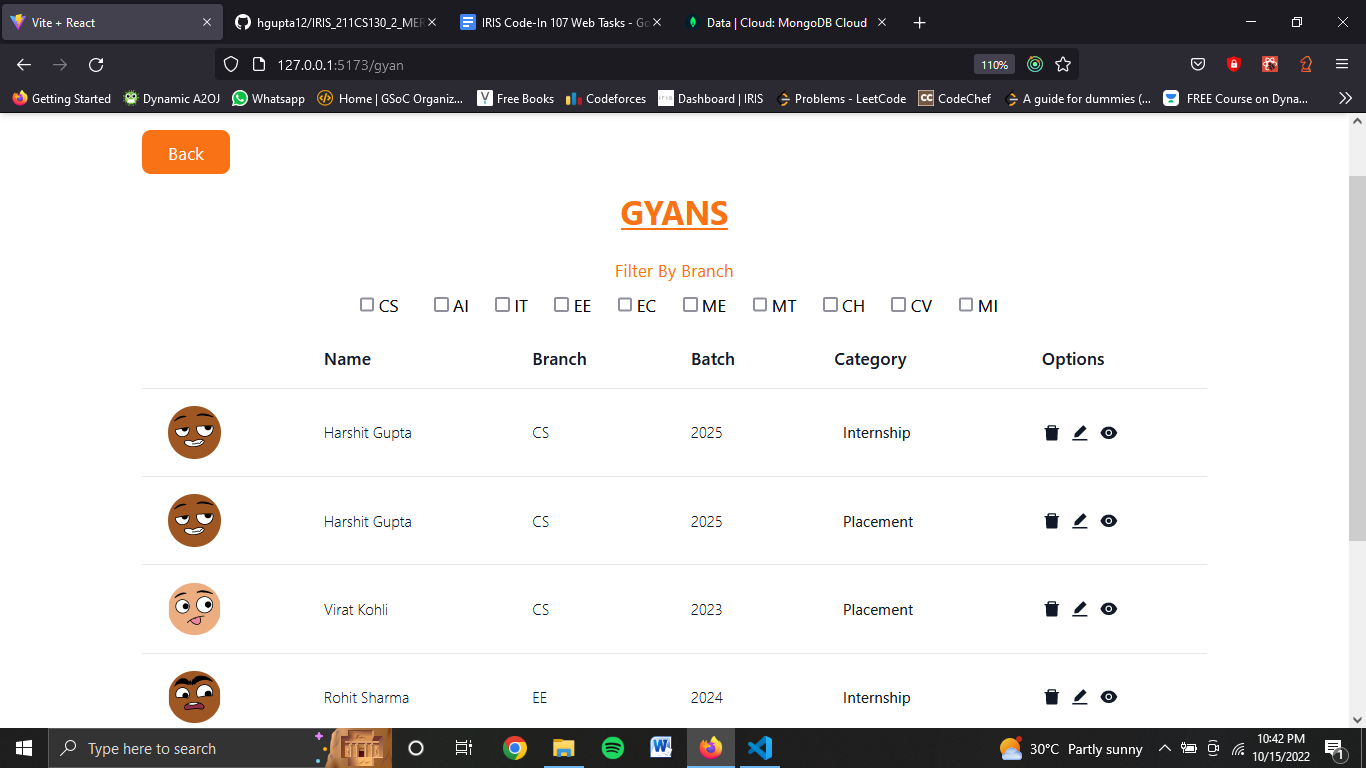 Vite + React
hgupta12/IRIS_211CS130_2_MER
IRIS Code-In 107 Web Tasks - Go
Data | Cloud: MongoDB Cloud
127.0.0.1:5173/gyan
110%
Getting Started
Dynamic A2OJ
Whatsapp
Home | GSoC Organiz...
Free Books
Codeforces
Dashboard | IRIS
Problems - LeetCode
CC
CodeChef
A guide for dummies (...
FREE Course on Dyna...
Back
GYANS
Filter By Branch
CS AI IT EE EC ME MT CH CV MI
Name Branch Batch Category Options
Harshit Gupta CS 2025 Internship
Harshit Gupta CS 2025 Placement
Virat Kohli CS 2023 Placement
Rohit Sharma EE 2024 Internship
Type here to search
30°C Partly sunny
10:42 PM
10/15/2022
1